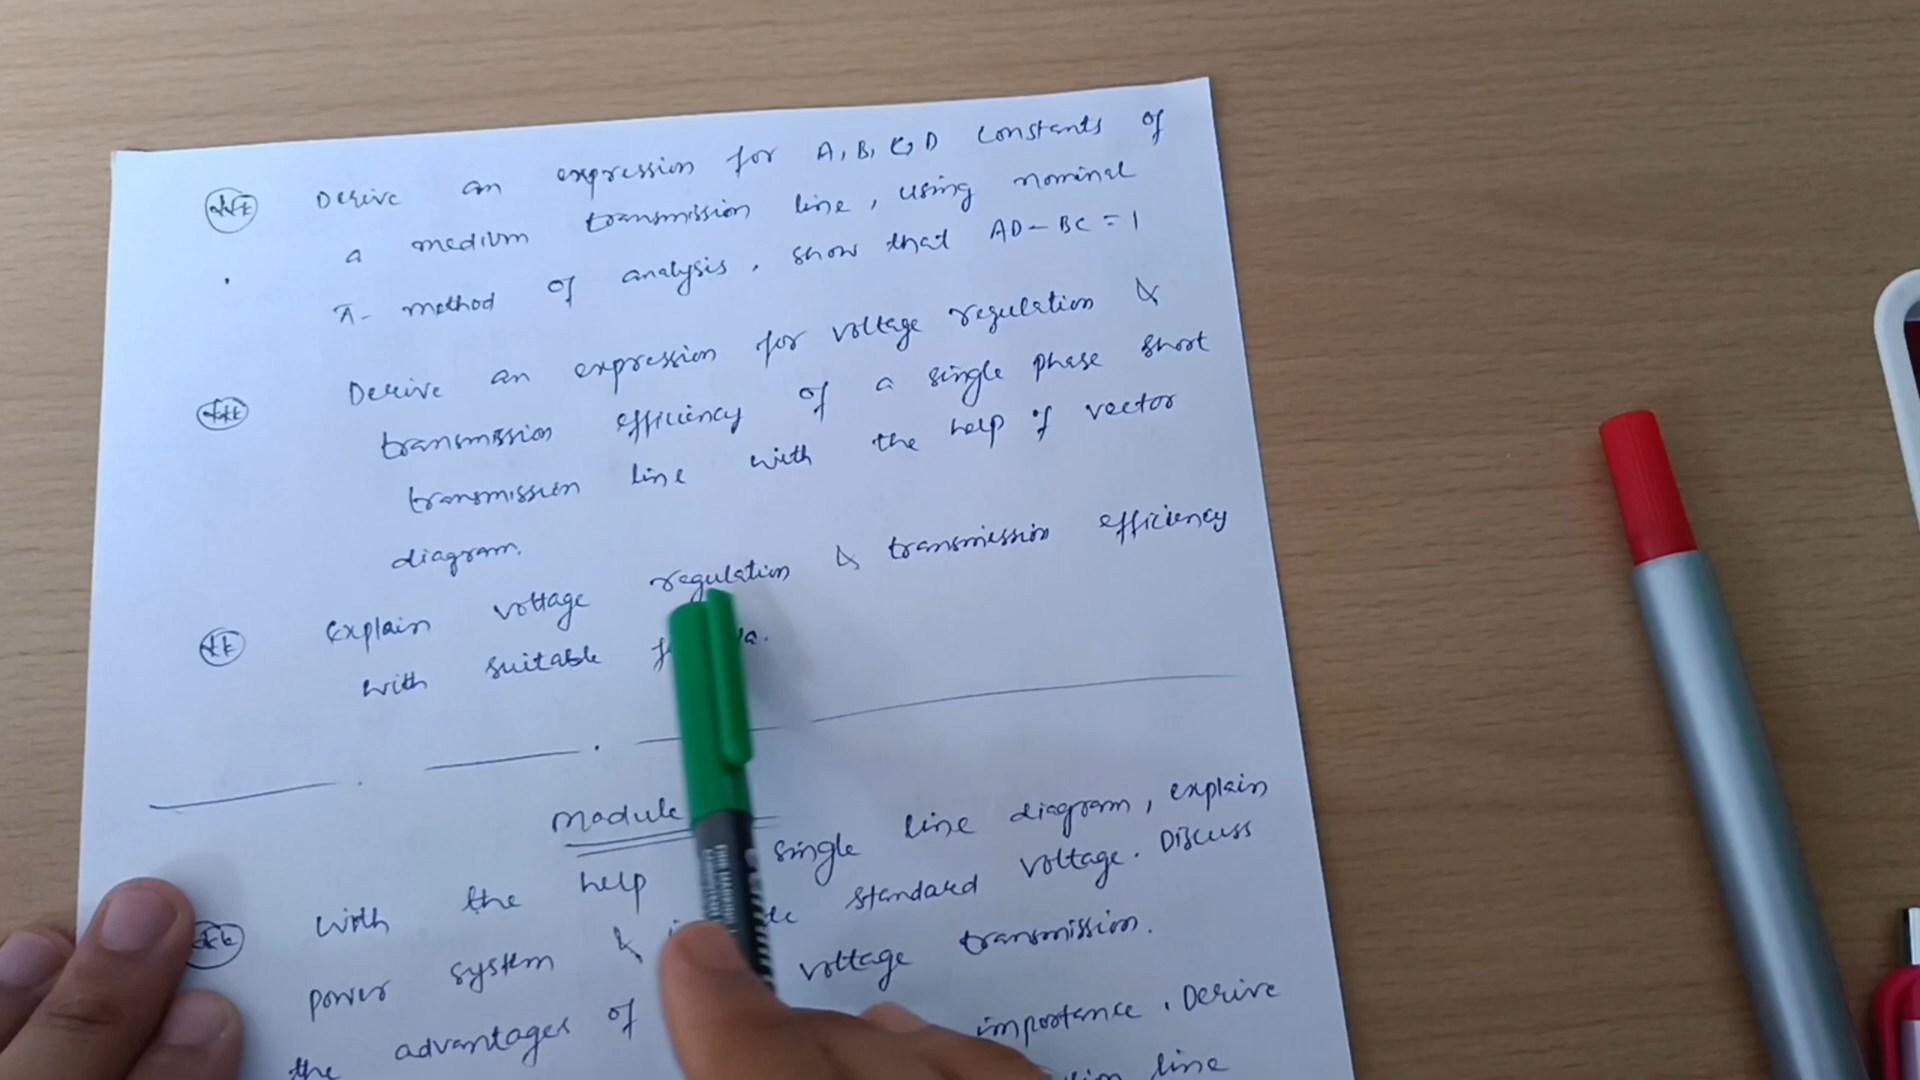 Derive an expression for A, B, C, D constants of
a medium transmission line, using nominal
π- method of analysis, show that AD - BC = 1
Derive an expression for voltage regulation &
transmission efficiency of a single phase short
transmission line with the help of vector
diagram.
Explain voltage regulation & transmission efficiency
with suitable
Module
With the help single line diagram, explain
power system & standard voltage. Discuss
the advantages of voltage transmission.
importance. Derive
line